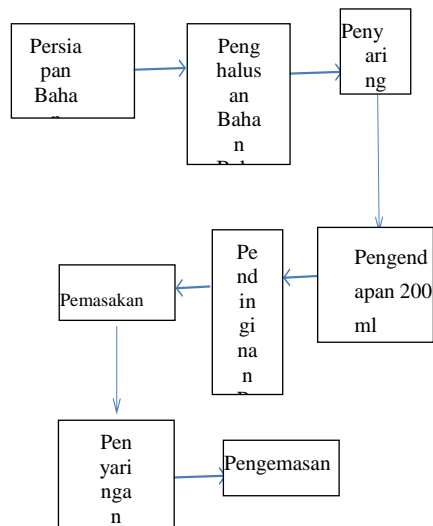 Persia
pan
Baha
Peng
halus
an
Baha
n
Peny
ari
ng
Pengend
apan 200
ml
Pe
nd
in
gi
na
n
Pemasakan
Pen
yari
nga
n
Pengemasan